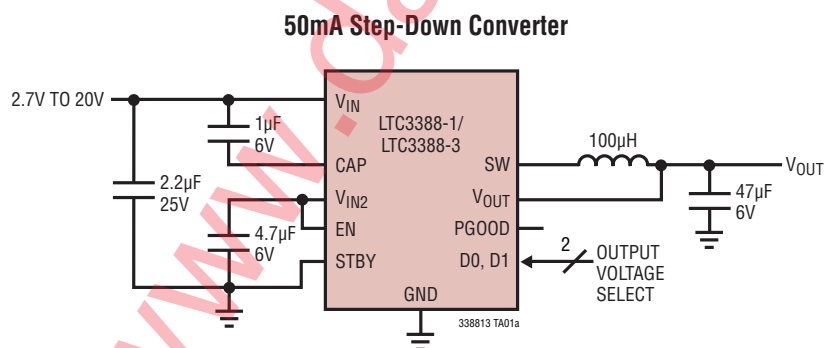 50mA Step-Down Converter
2.7V TO 20V
1µF
6V
2.2µF
25V
4.7µF
6V
VIN
CAP
VIN2
EN
STBY
LTC3388-1/
LTC3388-3
SW
VOUT
PGOOD
D0, D1
GND
100µH
VOUT
47µF
6V
2
OUTPUT
VOLTAGE
SELECT
338813 TA01a
www.da